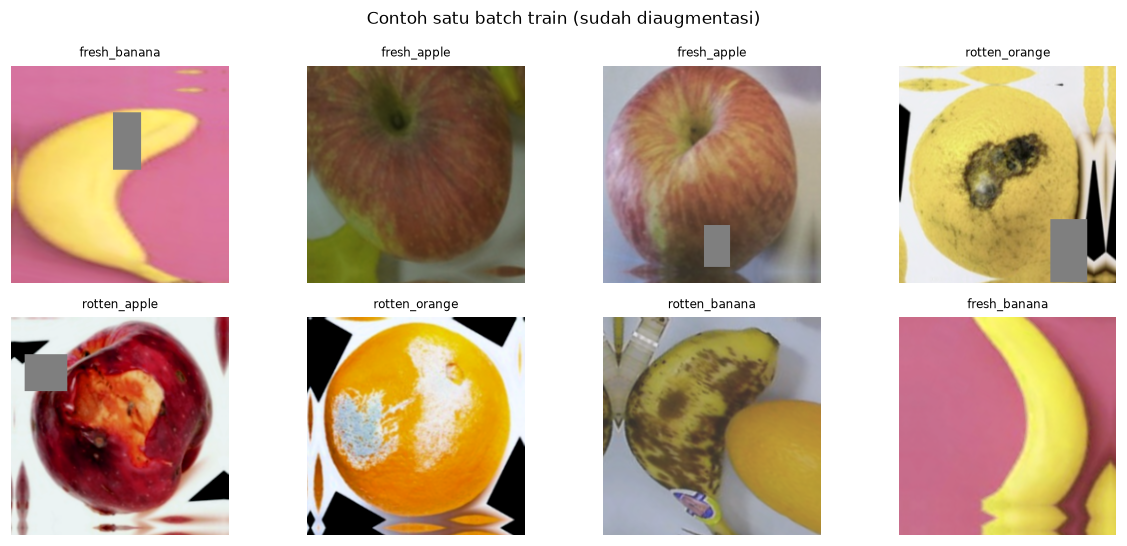 Contoh satu batch train (sudah diaugmentasi)
fresh_banana
fresh_apple
fresh_apple
rotten_orange
rotten_apple
rotten_orange
rotten_banana
fresh_banana